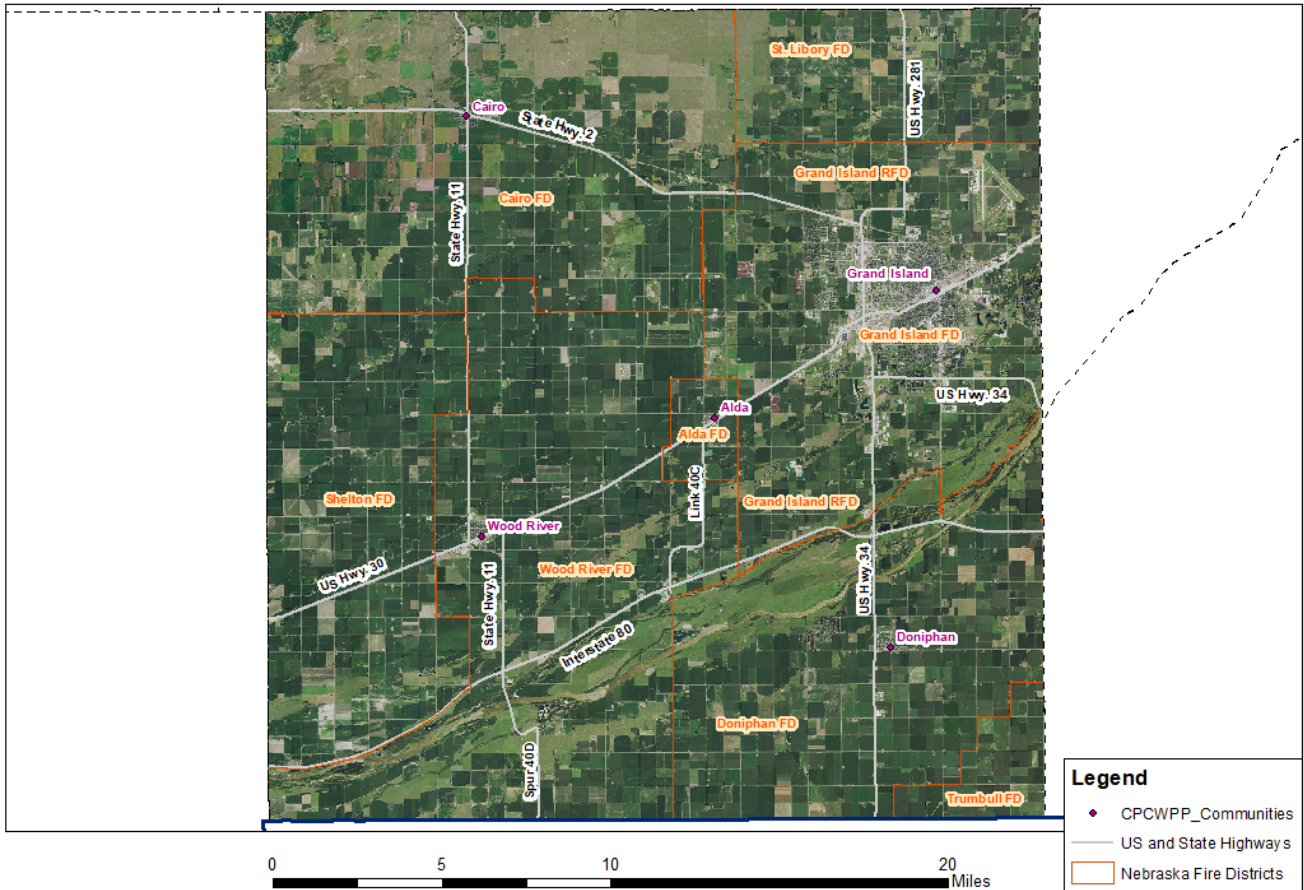 St. Libory FD
US Hwy. 281
Cairo
State Hwy. 2
Grand Island RFD
State Hwy. 11
Cairo FD
Grand Island
Grand Island FD
US Hwy. 34
Alda
Alda FD
Link 40C
Shelton FD
Grand Island RFD
Wood River
US Hwy. 30
Wood River FD
State Hwy. 11
US Hwy. 34
Interstate 80
Doniphan
Doniphan FD
Spur 40D
Trumbull FD
Legend
CPCWPP_Communities
US and State Highways
Nebraska Fire Districts
0 5 10 20
Miles